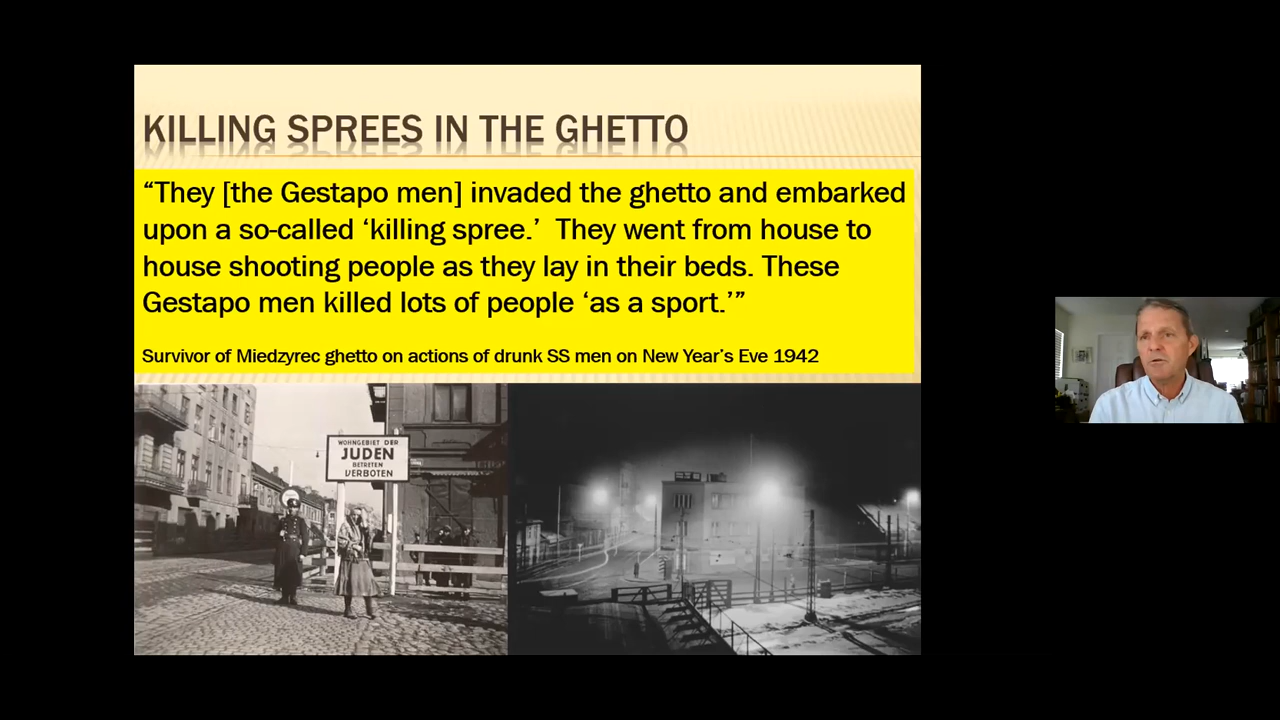 KILLING SPREES IN THE GHETTO
“They [the Gestapo men] invaded the ghetto and embarked
upon a so-called ‘killing spree.’ They went from house to
house shooting people as they lay in their beds. These
Gestapo men killed lots of people ‘as a sport.’”
Survivor of Miedzyrec ghetto on actions of drunk SS men on New Year’s Eve 1942
WOHNGEBIET DER
JUDEN
BETRETEN
VERBOTEN